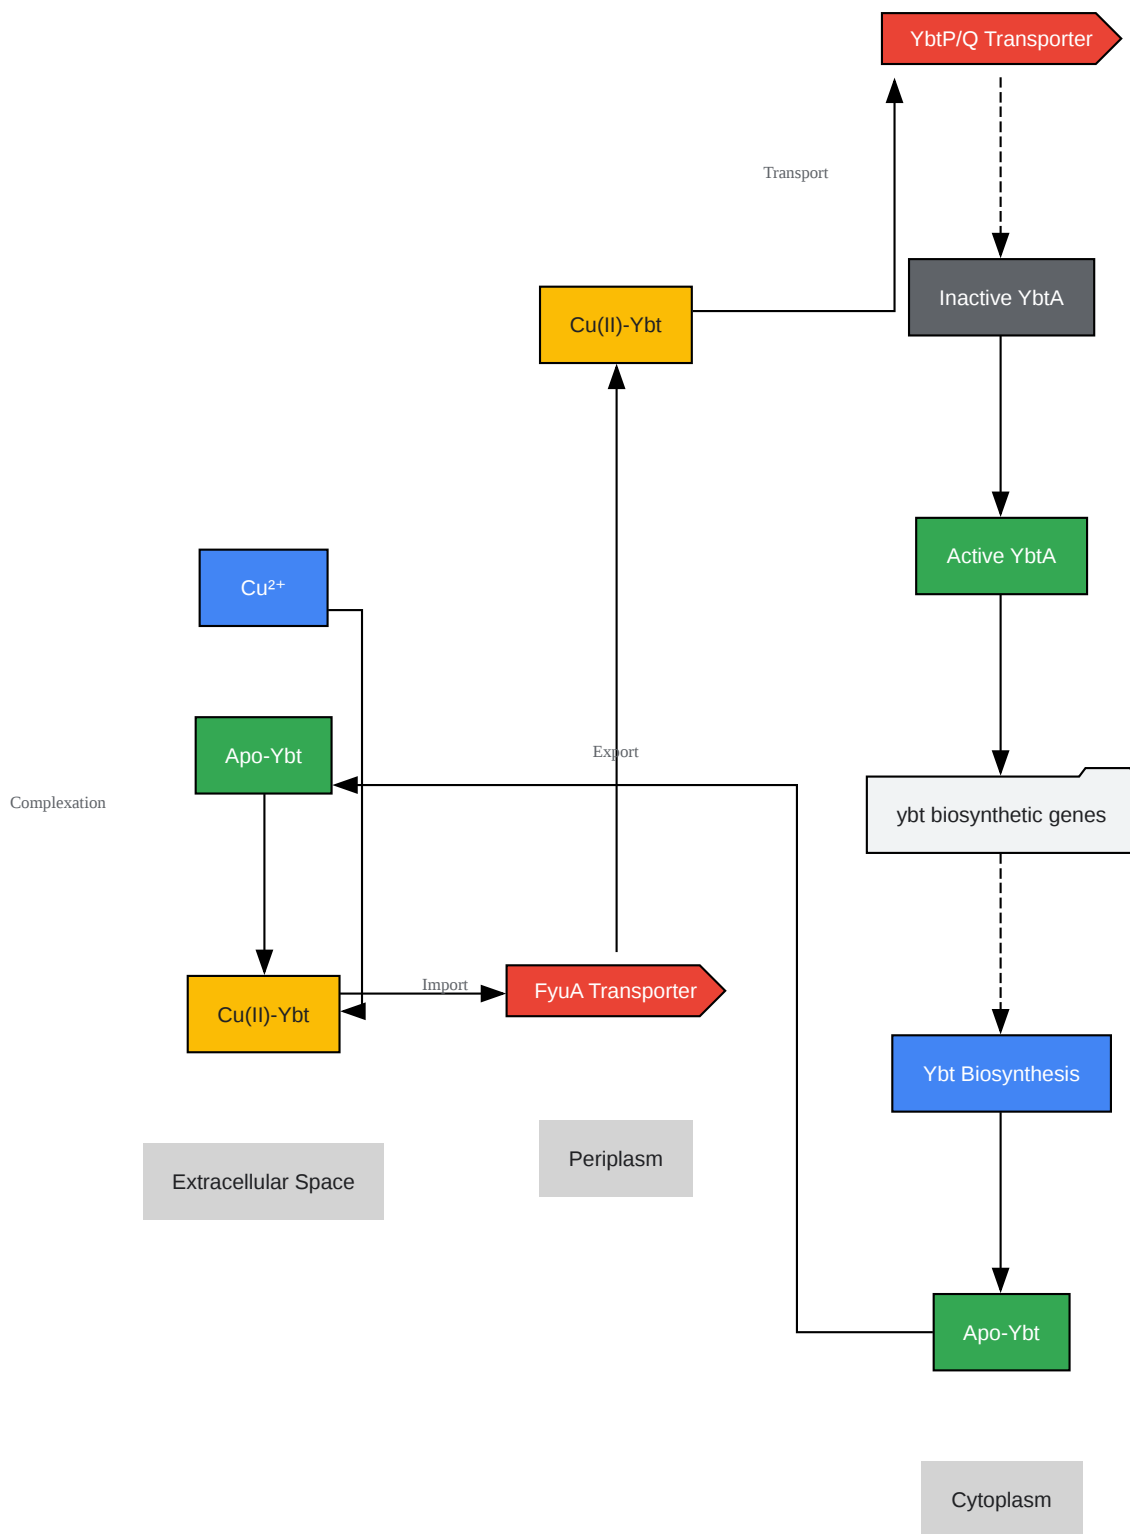 YbtP/Q Transporter
Transport
Inactive YbtA
Cu(II)-Ybt
Active YbtA
Cu²⁺
Apo-Ybt
Export
Complexation
ybt biosynthetic genes
Import
FyuA Transporter
Cu(II)-Ybt
Ybt Biosynthesis
Periplasm
Extracellular Space
Apo-Ybt
Cytoplasm